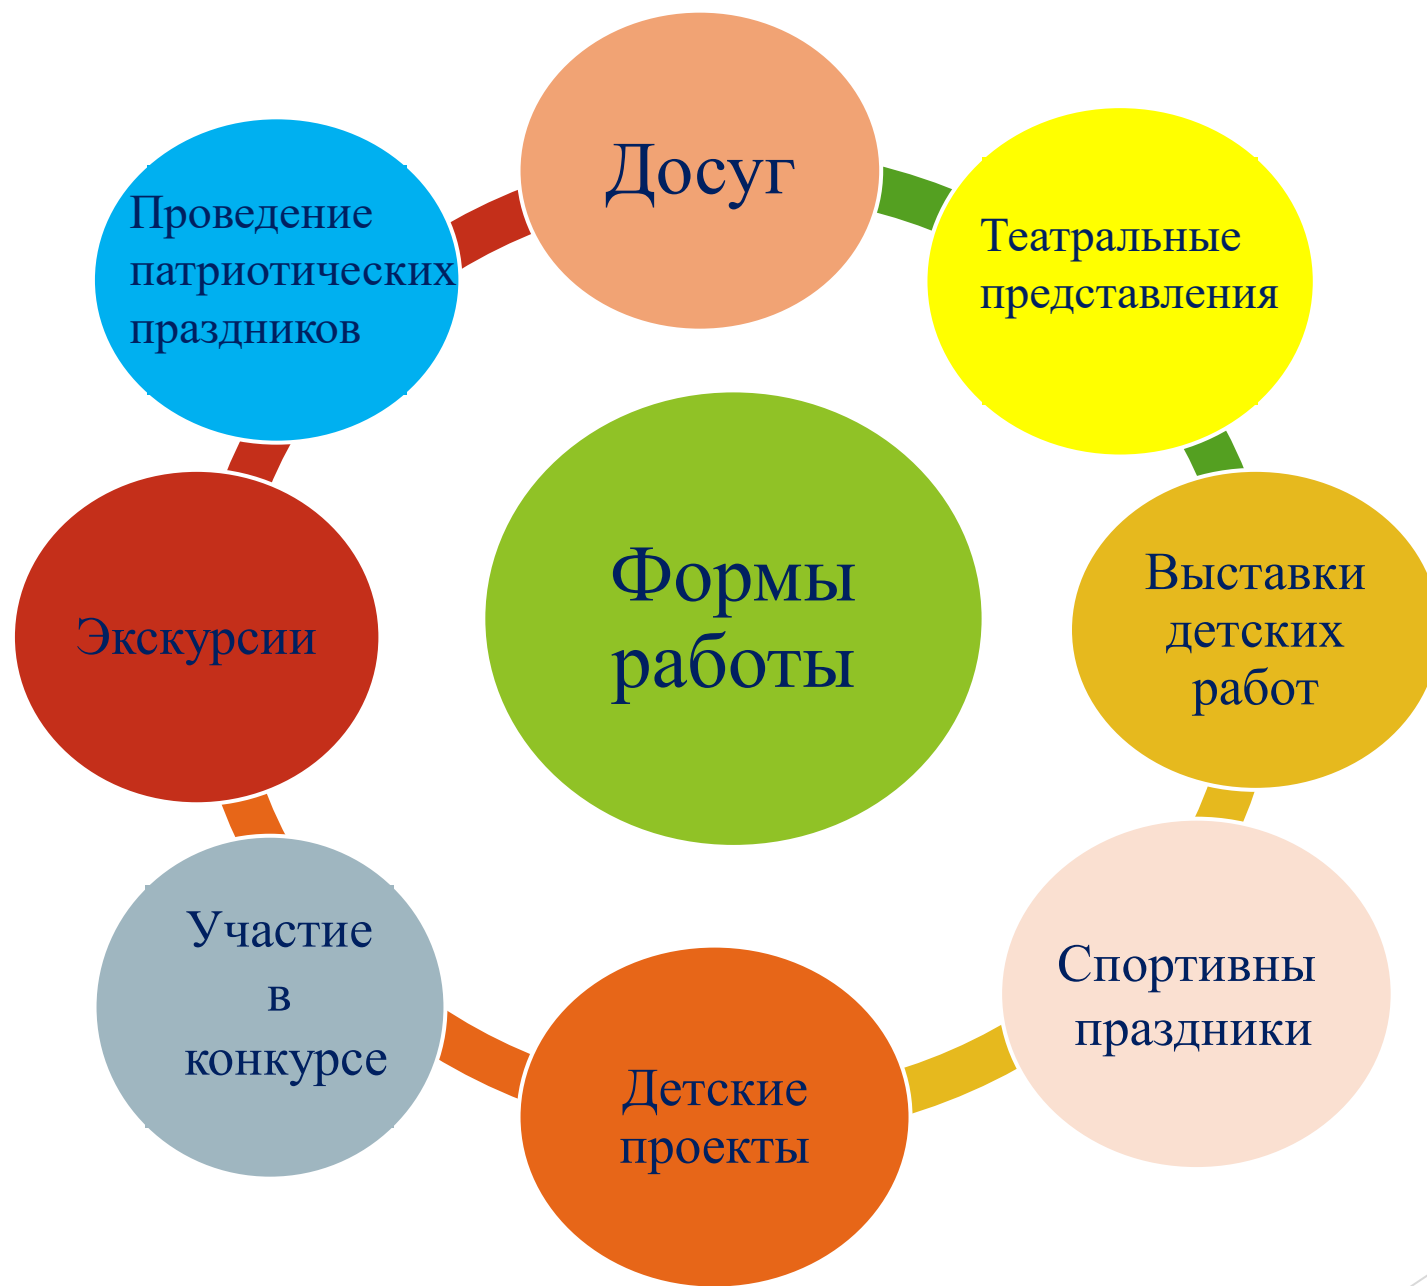 Досуг
Театральные
представления
Выставки
детских
работ
Спортивны
праздники
Детские
проекты
Участие
в
конкурсе
Экскурсии
Проведение
патриотических
праздников
Формы
работы